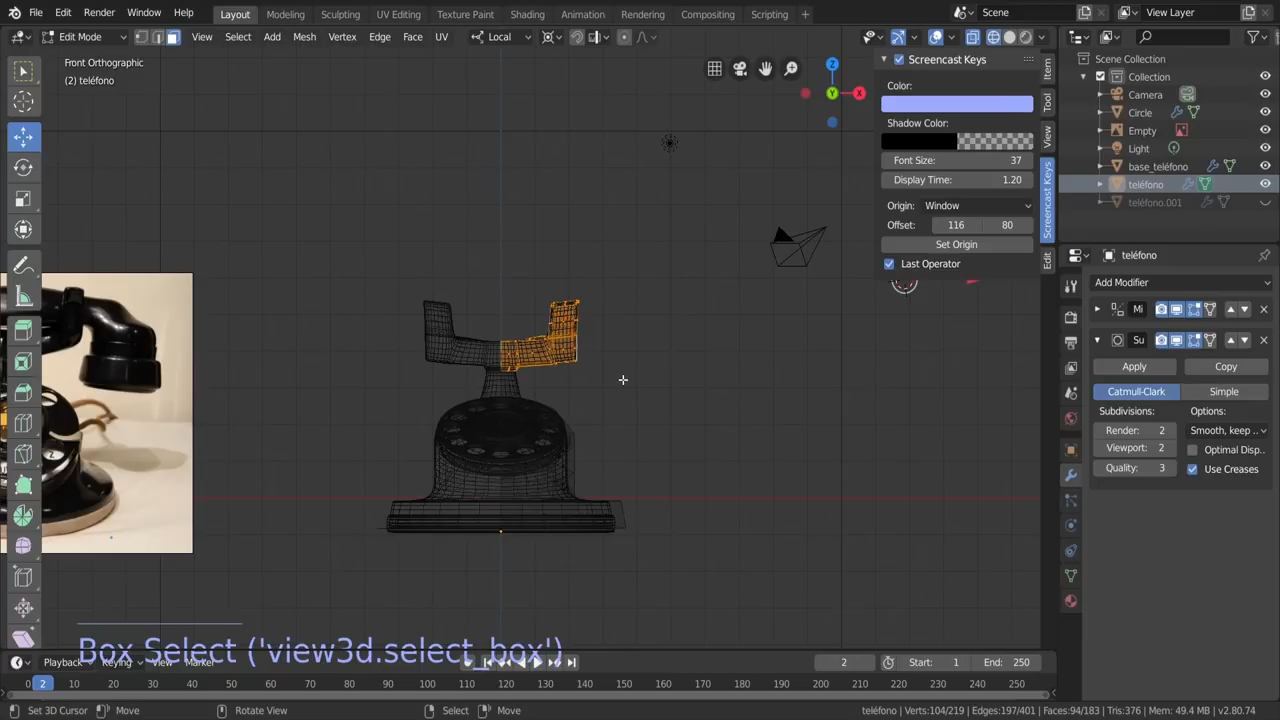 File Edit Render Window Help Layout Modeling Sculpting UV Editing Texture Paint Shading Animation Rendering Compositing Scripting + Scene View Layer
Edit Mode View Select Add Mesh Vertex Edge Face UV Local
Front Orthographic
(2) teléfono
Z
Y
X
Screencast Keys
Color:
Shadow Color:
Font Size: 37
Display Time: 1.20
Origin: Window
Offset: 116 80
Set Origin
Last Operator
Item
Tool
View
Screencast Keys
Edit
Scene Collection
Collection
Camera
Circle
Empty
Light
base_teléfono
teléfono
teléfono.001
teléfono
Add Modifier
Mi
Su
Apply Copy
Catmull-Clark Simple
Subdivisions: Options:
Render: 2 Smooth, keep ..
Viewport: 2 Optimal Disp..
Quality: 3 Use Creases
Box Select ('view3d.select_box')
Playback Keying View Marker 2 Start: 1 End: 250
2 10 20 30 40 50 60 70 80 90 100 110 120 130 140 150 160 170 180 190 200 210 220 230 240 250
Set 3D Cursor Move Rotate View Select Move teléfono | Verts:104/219 | Edges:197/401 | Faces:94/183 | Tris:376 | Mem: 49.4 MB | v2.80.74